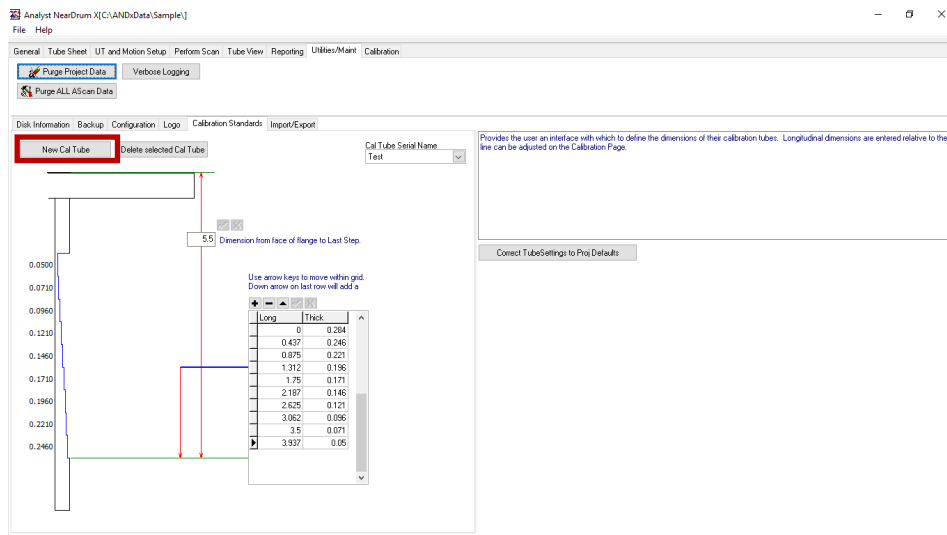 Analyst NearDrum X[C:\ANDxData\Sample\]
File Help
General Tube Sheet UT and Motion Setup Perform Scan Tube View Reporting Utilities/Maint Calibration
Purge Project Data Verbose Logging
Purge ALL AScan Data
Disk Information Backup Configuration Logo Calibration Standards Import/Export
New Cal Tube Delete selected Cal Tube
Cal Tube Serial Name
Test
Provides the user an interface with which to define the dimensions of their calibration tubes. Longitudinal dimensions are entered relative to the
line can be adjusted on the Calibration Page.
5.5 Dimension from face of flange to Last Step.
Correct TubeSettings to Proj Defaults
Use arrow keys to move within grid.
Down arrow on last row will add a
Long Thick
0 0.284
0.437 0.246
0.875 0.221
1.312 0.196
1.75 0.171
2.187 0.146
2.625 0.121
3.062 0.096
3.5 0.071
3.937 0.05
0.0500
0.0710
0.0960
0.1210
0.1460
0.1710
0.1960
0.2210
0.2460